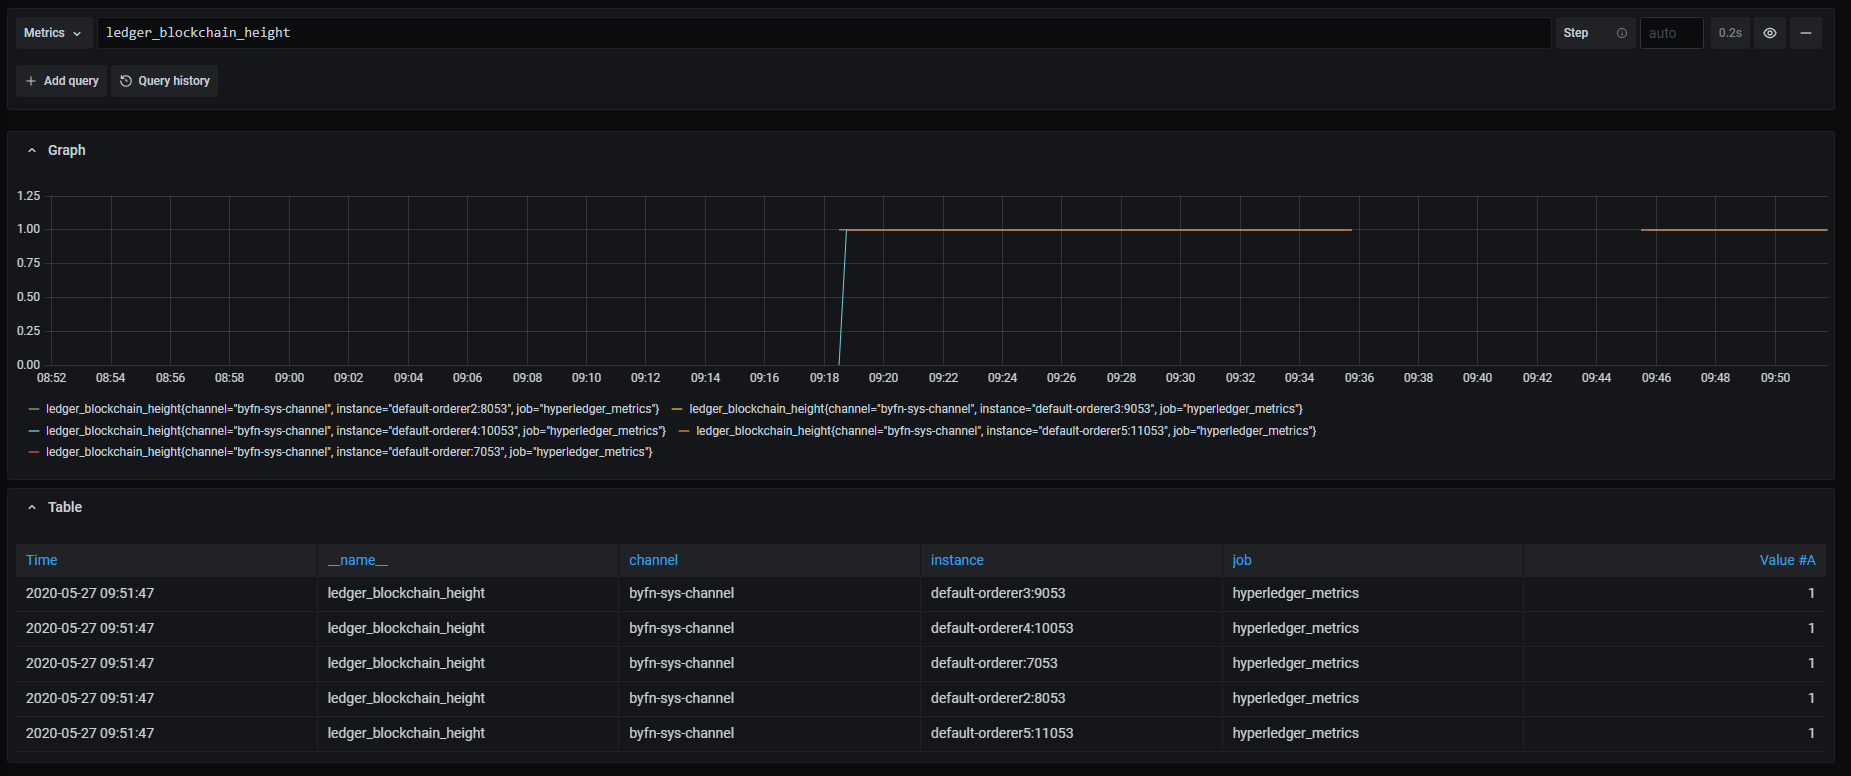 Metrics ledger_blockchain_height Step auto 0.2s
Add query Query history
Graph
1.25
1.00
0.75
0.50
0.25
0.00
08:52 08:54 08:56 08:58 09:00 09:02 09:04 09:06 09:08 09:10 09:12 09:14 09:16 09:18 09:20 09:22 09:24 09:26 09:28 09:30 09:32 09:34 09:36 09:38 09:40 09:42 09:44 09:46 09:48 09:50
ledger_blockchain_height{channel="byfn-sys-channel", instance="default-orderer2:8053", job="hyperledger_metrics"} ledger_blockchain_height{channel="byfn-sys-channel", instance="default-orderer3:9053", job="hyperledger_metrics"}
ledger_blockchain_height{channel="byfn-sys-channel", instance="default-orderer4:10053", job="hyperledger_metrics"} ledger_blockchain_height{channel="byfn-sys-channel", instance="default-orderer5:11053", job="hyperledger_metrics"}
ledger_blockchain_height{channel="byfn-sys-channel", instance="default-orderer:7053", job="hyperledger_metrics"}
Table
Time __name__ channel instance job Value #A
2020-05-27 09:51:47 ledger_blockchain_height byfn-sys-channel default-orderer3:9053 hyperledger_metrics 1
2020-05-27 09:51:47 ledger_blockchain_height byfn-sys-channel default-orderer4:10053 hyperledger_metrics 1
2020-05-27 09:51:47 ledger_blockchain_height byfn-sys-channel default-orderer:7053 hyperledger_metrics 1
2020-05-27 09:51:47 ledger_blockchain_height byfn-sys-channel default-orderer2:8053 hyperledger_metrics 1
2020-05-27 09:51:47 ledger_blockchain_height byfn-sys-channel default-orderer5:11053 hyperledger_metrics 1